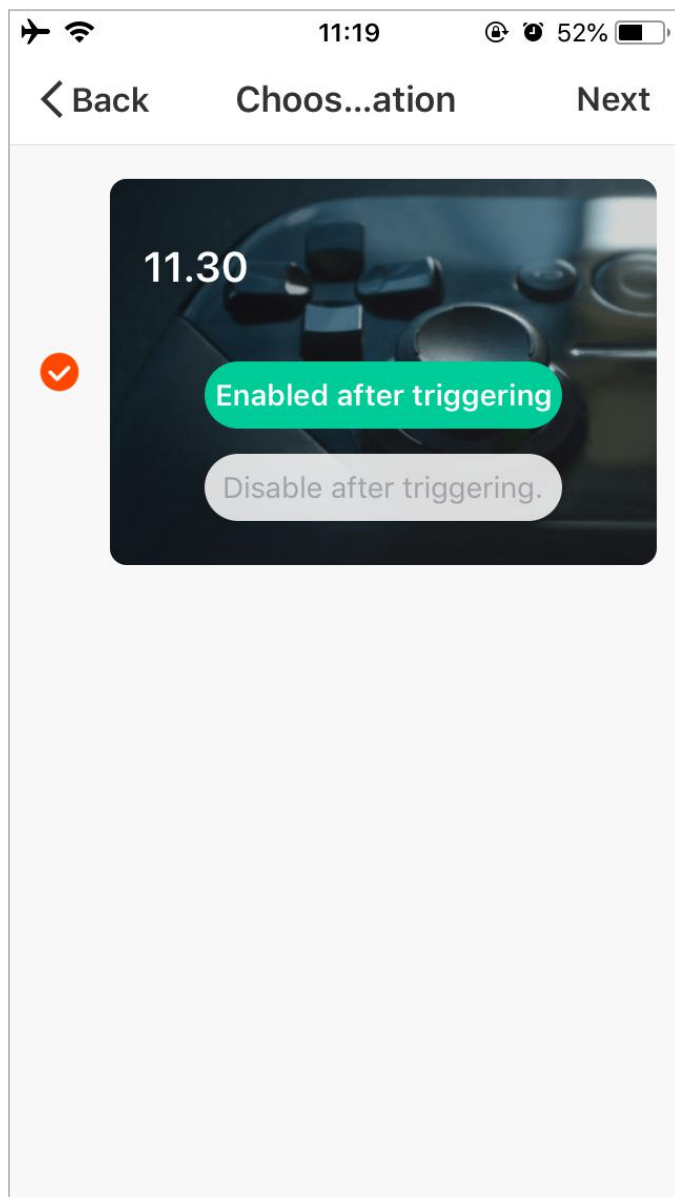 11:19 52%
Back Choos...ation Next
11.30
Enabled after triggering
Disable after triggering.